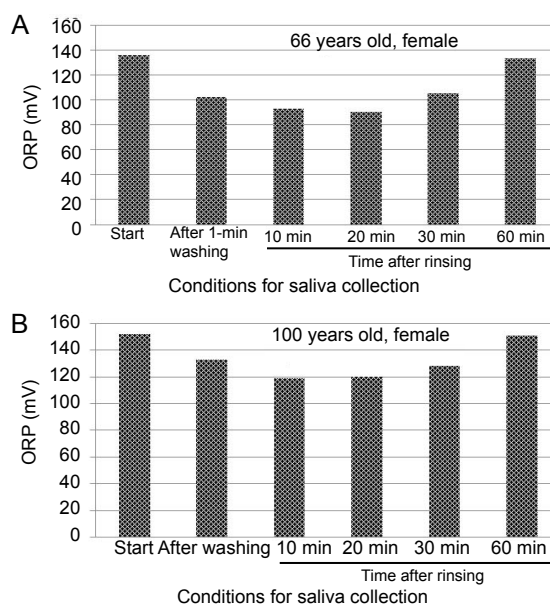 A
66 years old, female
ORP (mV)
160
140
120
100
80
60
40
20
0
Start
After 1-min
washing
10 min
20 min
30 min
60 min
Time after rinsing
Conditions for saliva collection
B
100 years old, female
ORP (mV)
160
140
120
100
80
60
40
20
0
Start
After washing
10 min
20 min
30 min
60 min
Time after rinsing
Conditions for saliva collection